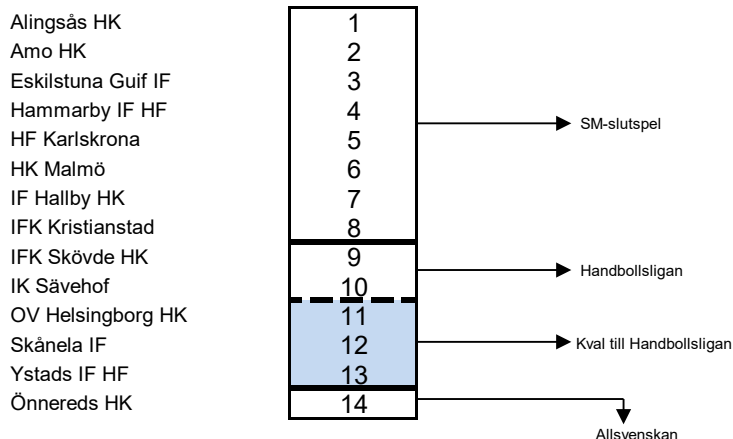 Alingsås HK 1
Amo HK 2
Eskilstuna Guif IF 3
Hammarby IF HF 4
SM-slutspel
HF Karlskrona 5
HK Malmö 6
IF Hallby HK 7
IFK Kristianstad 8
IFK Skövde HK 9
Handbollsligan
IK Sävehof 10
OV Helsingborg HK 11
Skånela IF 12
Kval till Handbollsligan
Ystads IF HF 13
Önnereds HK 14
Allsvenskan